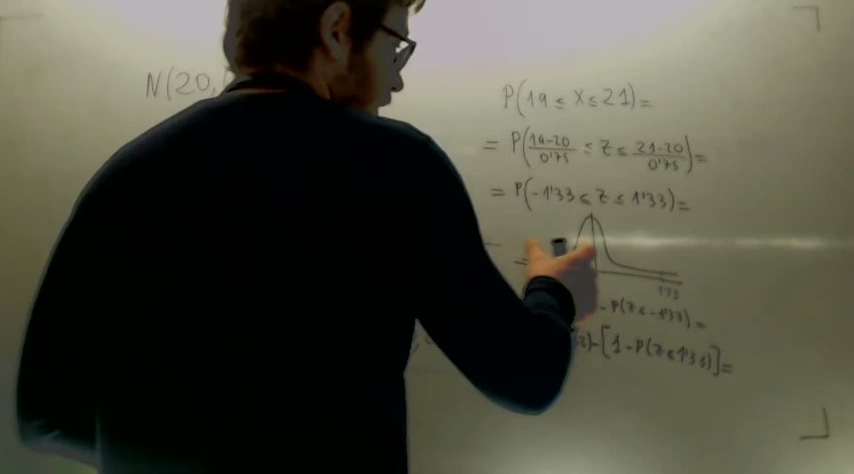 N(20,
P(19 ≤ X ≤ 21) =
= P(19-20/0'75 ≤ Z ≤ 21-20/0'75) =
= P(-1'33 ≤ Z ≤ 1'33) =
=
1'33
- P(Z ≤ -1'33) =
3) - [1 - P(Z ≤ 1'33)] =